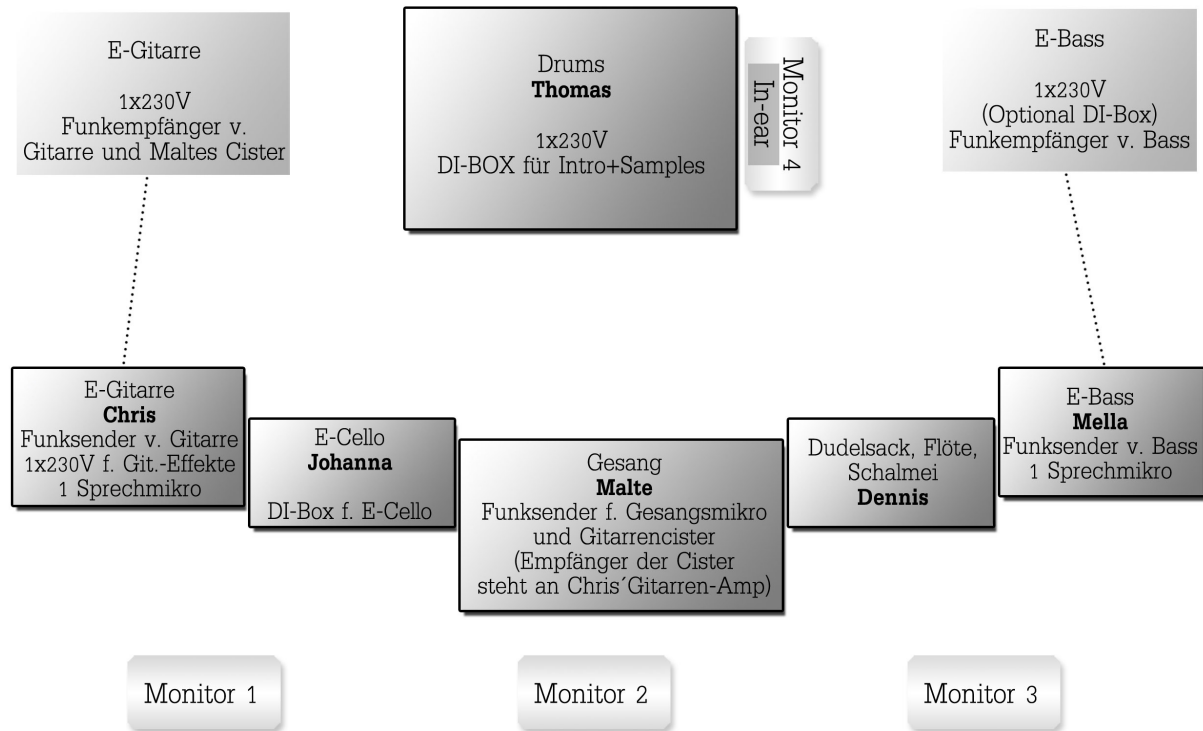 E-Gitarre
1x230V
Funkempfänger v.
Gitarre und Maltes Cister
Drums
Thomas
1x230V
DI-BOX für Intro+Samples
Monitor 4
In-ear
E-Bass
1x230V
(Optional DI-Box)
Funkempfänger v. Bass
E-Gitarre
Chris
Funksender v. Gitarre
1x230V f. Git.-Effekte
1 Sprechmikro
E-Cello
Johanna
DI-Box f. E-Cello
Gesang
Malte
Funksender f. Gesangsmikro
und Gitarrencister
(Empfänger der Cister
steht an Chris´Gitarren-Amp)
Dudelsack, Flöte,
Schalmei
Dennis
E-Bass
Mella
Funksender v. Bass
1 Sprechmikro
Monitor 1
Monitor 2
Monitor 3